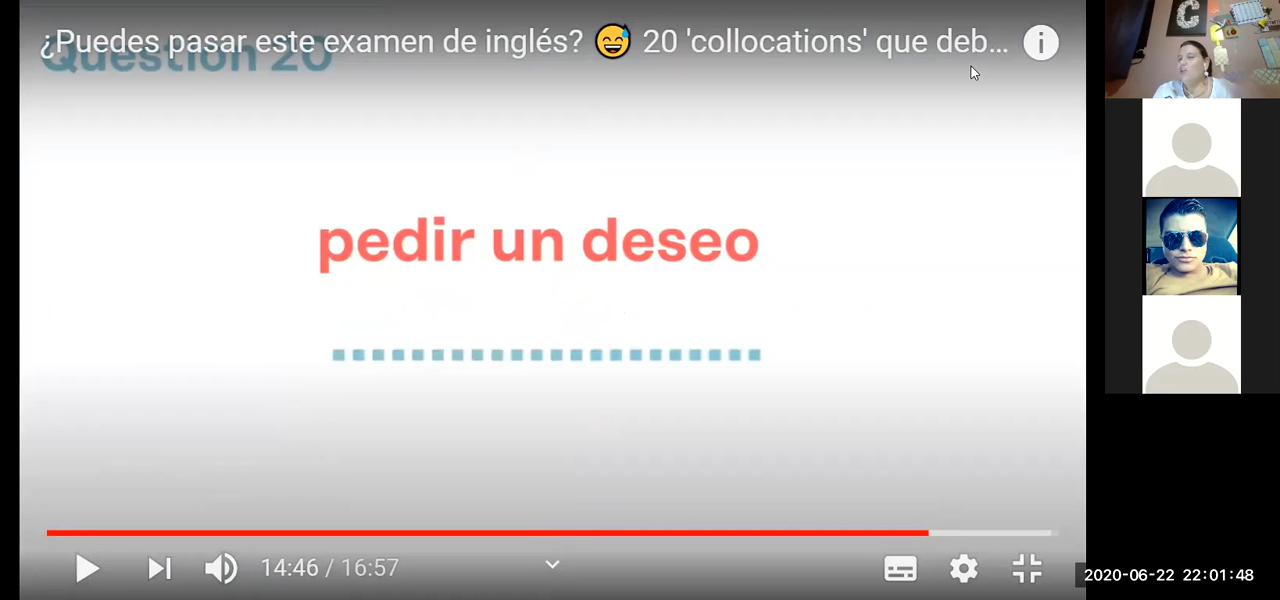 ¿Puedes pasar este examen de inglés? 😅 20 'collocations' que deb...
Question 20
pedir un deseo
14:46 / 16:57
2020-06-22 22:01:48
C